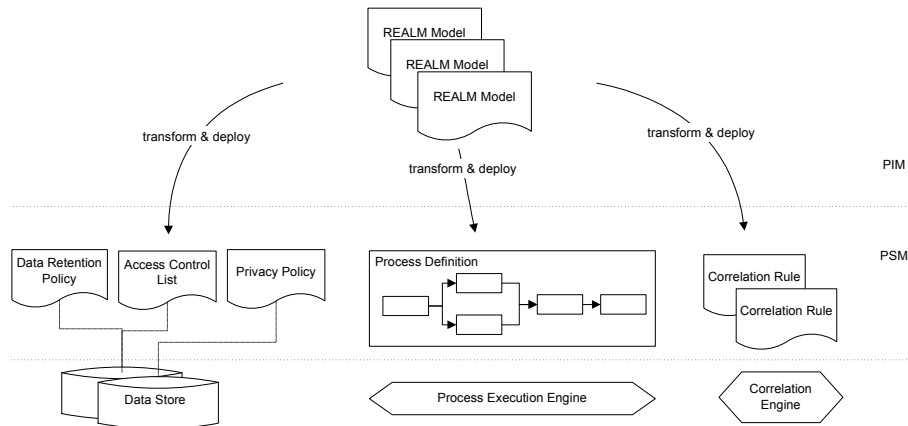 REALM Model
REALM Model
REALM Model
transform & deploy
transform & deploy
transform & deploy
PIM
Data Retention
Policy
Access Control
List
Privacy Policy
Process Definition
Correlation Rule
Correlation Rule
PSM
Data Store
Process Execution Engine
Correlation
Engine